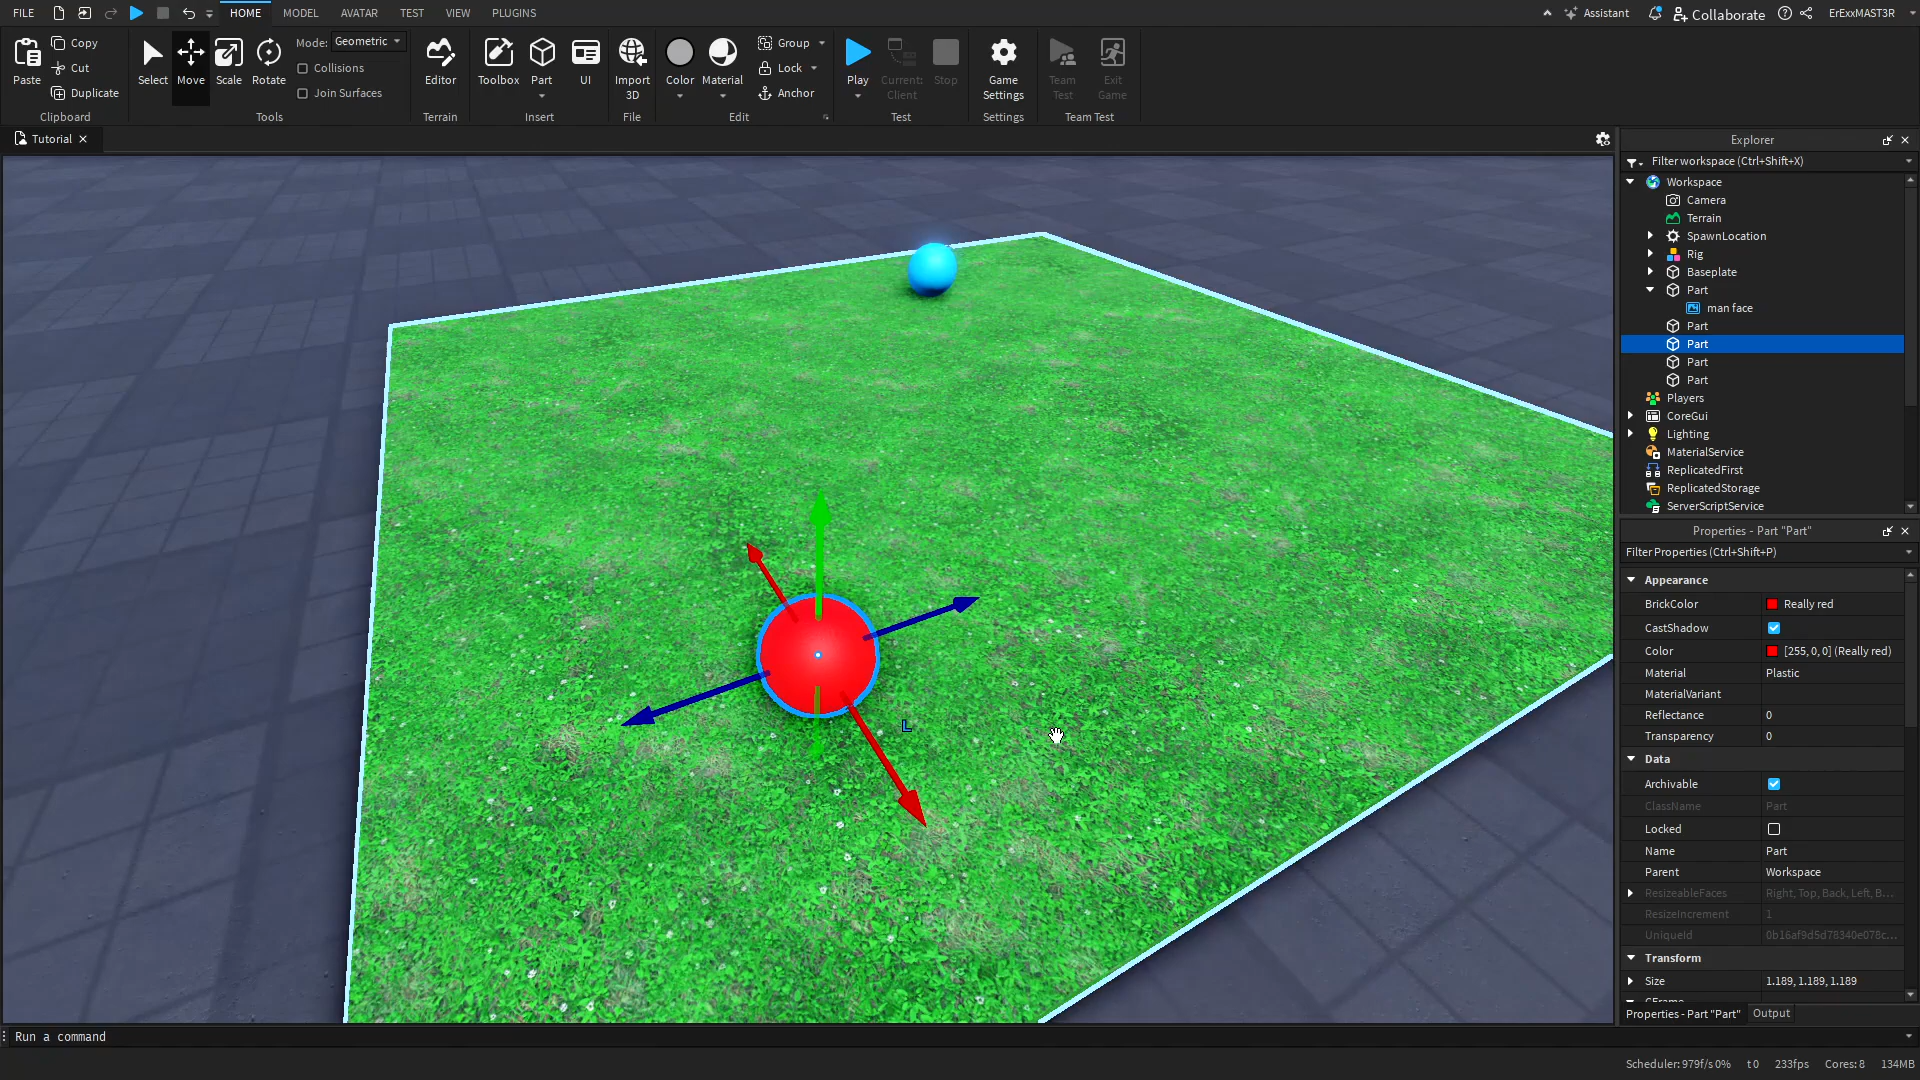 FILE HOME MODEL AVATAR TEST VIEW PLUGINS Assistant Collaborate ErExxMAST3R
Paste Copy Cut Duplicate
Clipboard
Select Move Scale Rotate Mode: Geometric
Collisions
Join Surfaces
Tools
Editor
Terrain
Toolbox Part UI
Insert
Import
3D
File
Color Material Group
Lock
Anchor
Edit
Play Current
Client Stop
Test
Game
Settings
Settings
Team
Test Exit
Game
Team Test
Tutorial
L
Explorer
Filter workspace (Ctrl+Shift+X)
Workspace
Camera
Terrain
SpawnLocation
Rig
Baseplate
Part
man face
Part
Part
Part
Part
Players
CoreGui
Lighting
MaterialService
ReplicatedFirst
ReplicatedStorage
ServerScriptService
Properties - Part "Part"
Filter Properties (Ctrl+Shift+P)
Appearance
BrickColor Really red
CastShadow
Color [255, 0, 0] (Really red)
Material Plastic
MaterialVariant
Reflectance 0
Transparency 0
Data
Archivable
ClassName Part
Locked
Name Part
Parent Workspace
ResizeableFaces Right, Top, Back, Left, B...
ResizeIncrement 1
UniqueId 0b16af9d5d78340e078c...
Transform
Size 1.189, 1.189, 1.189
CFrame
Properties - Part "Part" Output
Run a command
Scheduler: 979f/s 0% t 0 233fps Cores: 8 134MB